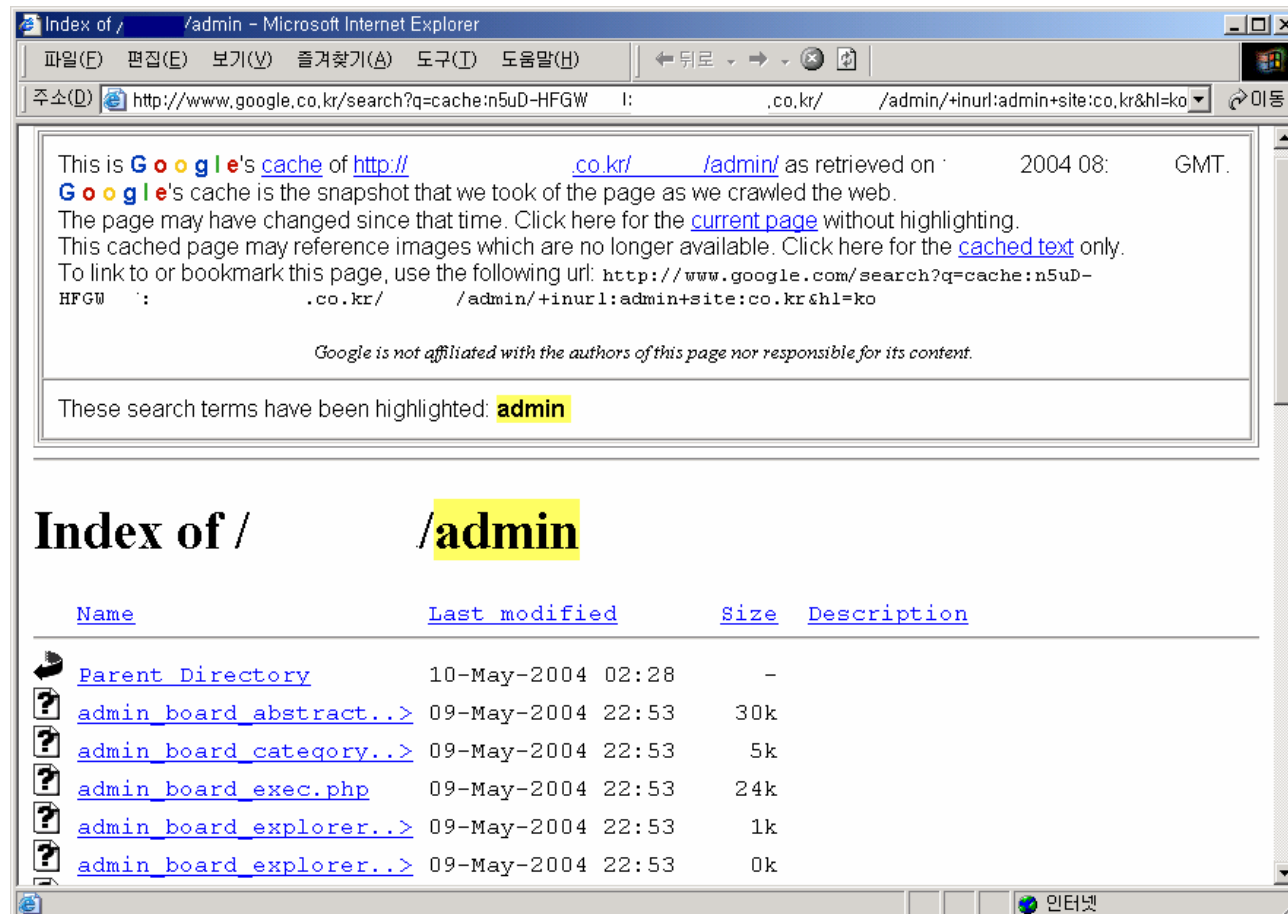 Index of / /admin - Microsoft Internet Explorer
파일(F) 편집(E) 보기(V) 즐겨찾기(A) 도구(T) 도움말(H) 뒤로
주소(D) http://www.google.co.kr/search?q=cache:n5uD-HFGW l: .co.kr/ /admin/+inurl:admin+site:co.kr&hl=ko 이동
This is Google's cache of http:// .co.kr/ /admin/ as retrieved on 2004 08: GMT.
Google's cache is the snapshot that we took of the page as we crawled the web.
The page may have changed since that time. Click here for the current page without highlighting.
This cached page may reference images which are no longer available. Click here for the cached text only.
To link to or bookmark this page, use the following url: http://www.google.com/search?q=cache:n5uD-
HFGW : .co.kr/ /admin/+inurl:admin+site:co.kr&hl=ko
Google is not affiliated with the authors of this page nor responsible for its content.
These search terms have been highlighted: admin
Index of / /admin
Name Last modified Size Description
Parent Directory 10-May-2004 02:28 -
admin_board_abstract..> 09-May-2004 22:53 30k
admin_board_category..> 09-May-2004 22:53 5k
admin_board_exec.php 09-May-2004 22:53 24k
admin_board_explorer..> 09-May-2004 22:53 1k
admin_board_explorer..> 09-May-2004 22:53 0k
인터넷